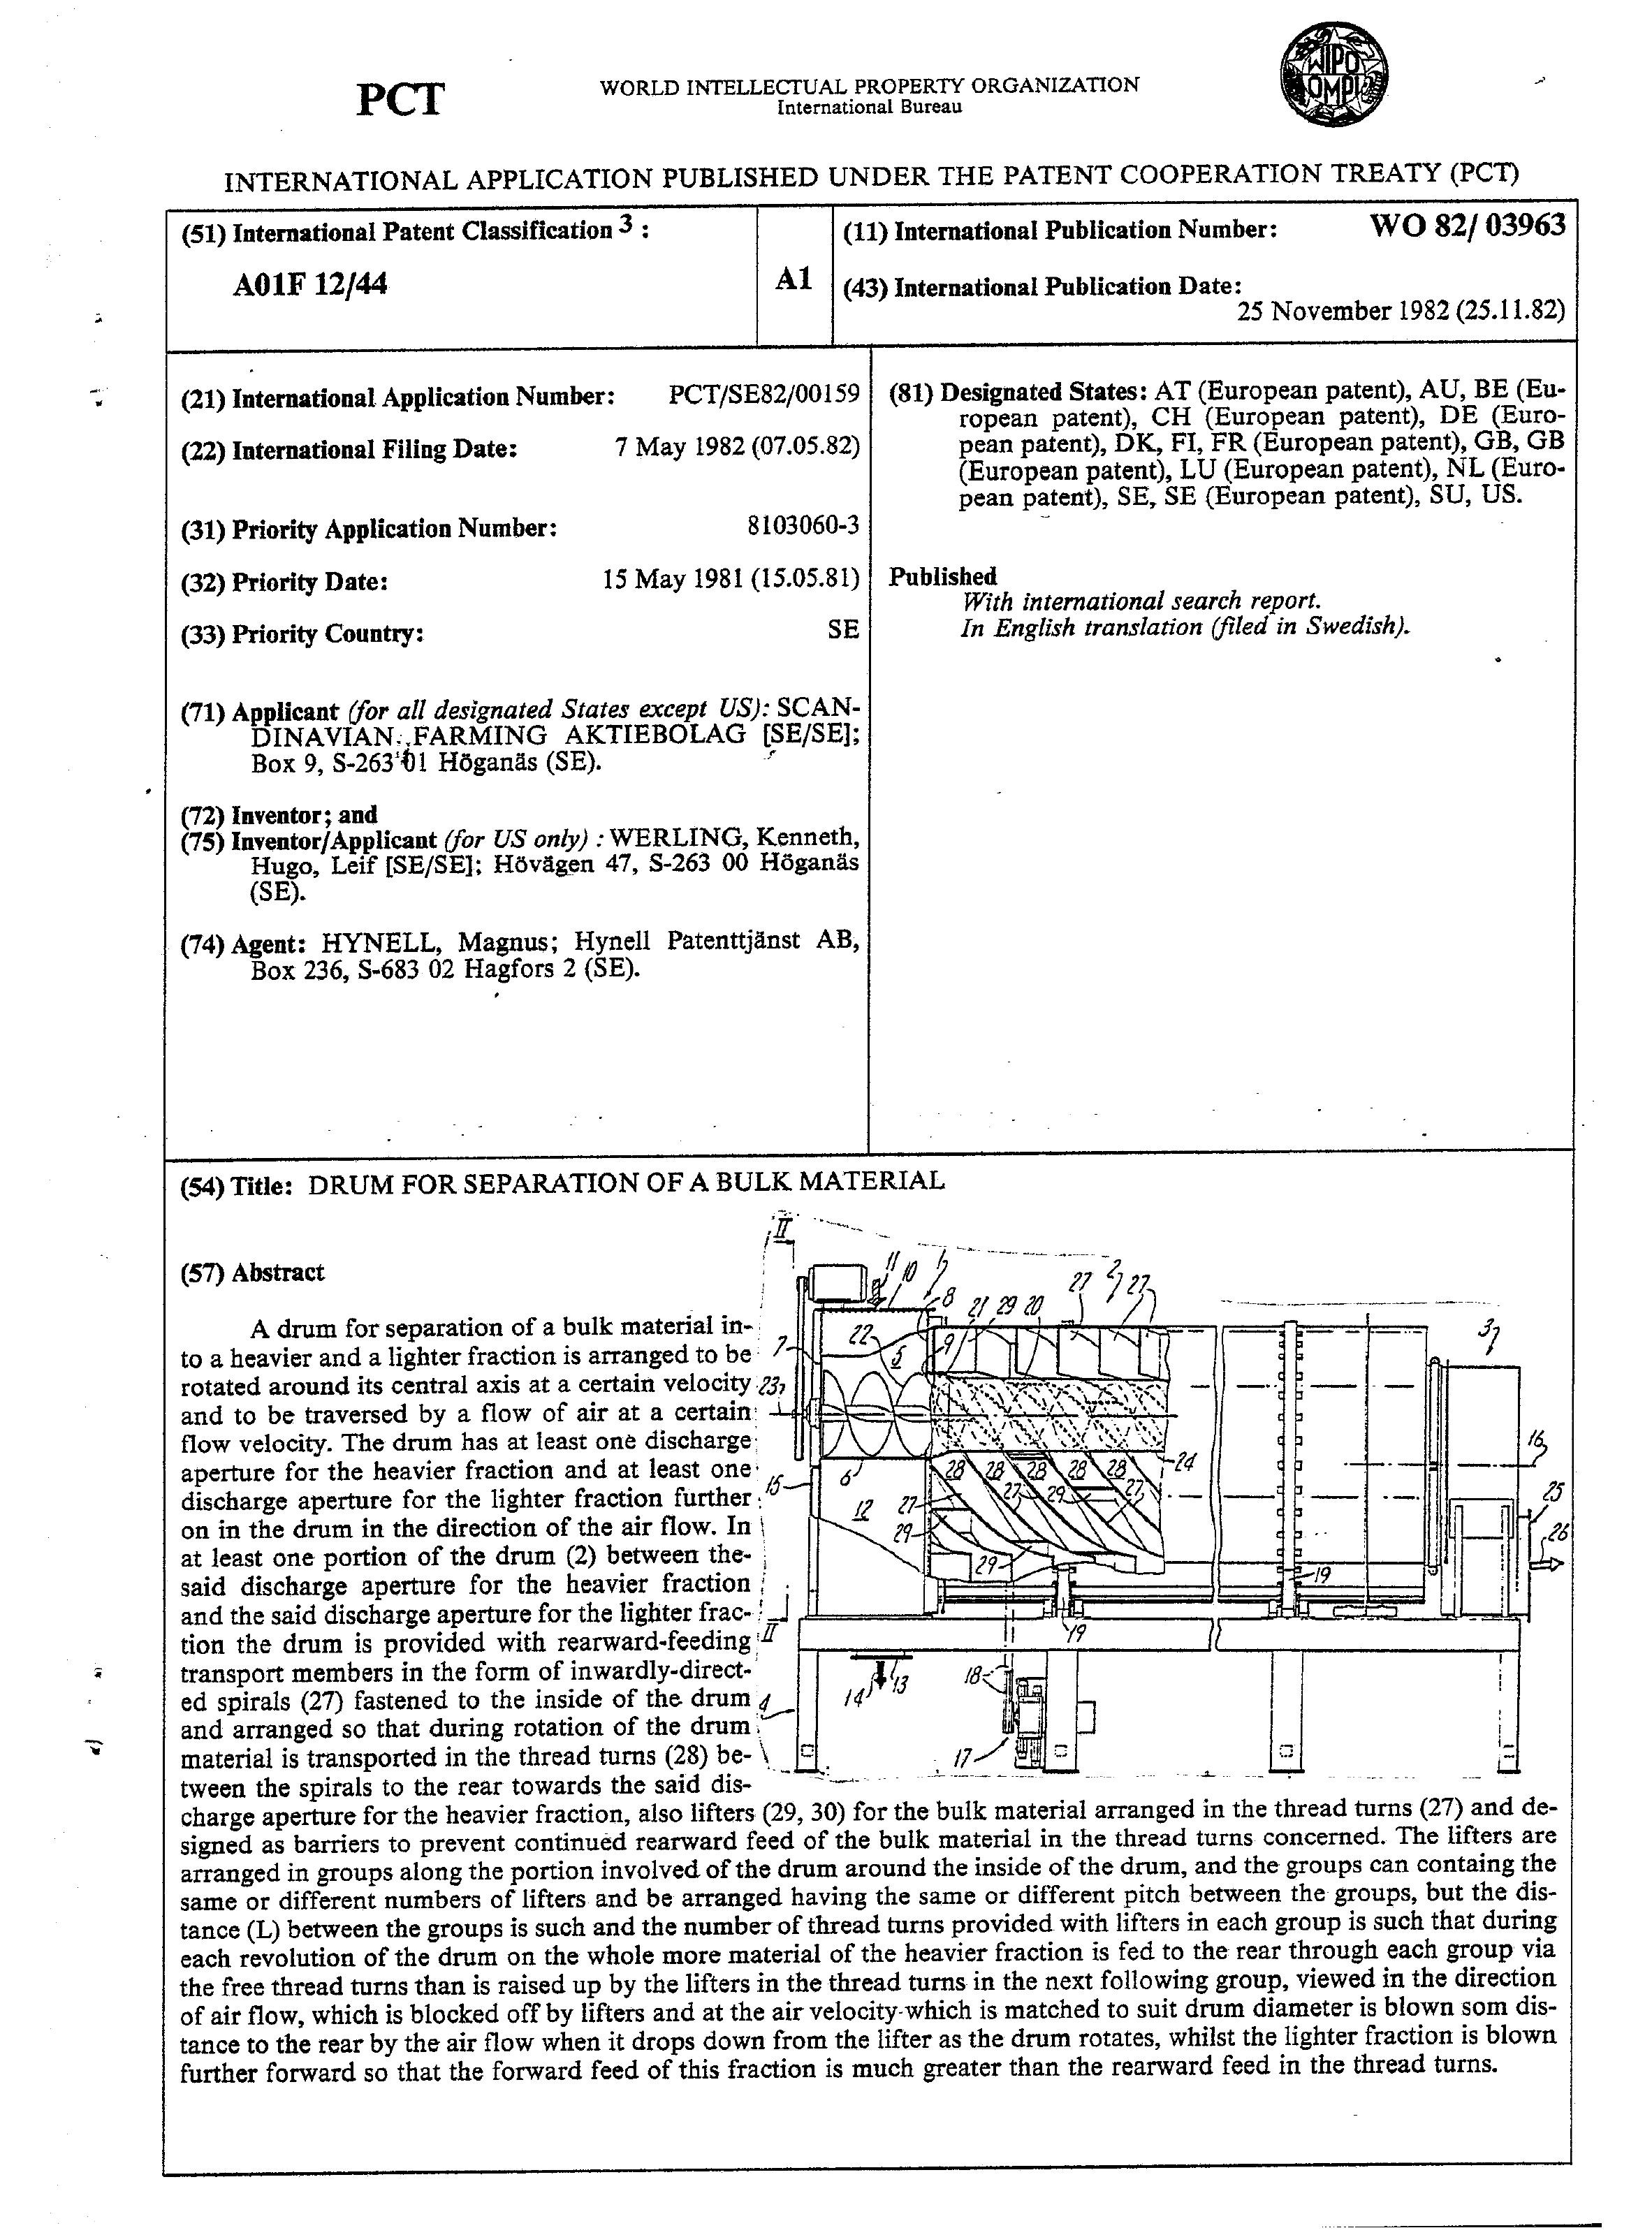 PCT
WORLD INTELLECTUAL PROPERTY ORGANIZATION
International Bureau
WIPO
OMPI
INTERNATIONAL APPLICATION PUBLISHED UNDER THE PATENT COOPERATION TREATY (PCT)
(51) International Patent Classification 3 :
A01F 12/44
A1
(11) International Publication Number: WO 82/ 03963
(43) International Publication Date:
25 November 1982 (25.11.82)
(21) International Application Number: PCT/SE82/00159
(22) International Filing Date: 7 May 1982 (07.05.82)
(31) Priority Application Number: 8103060-3
(32) Priority Date: 15 May 1981 (15.05.81)
(33) Priority Country: SE
(71) Applicant (for all designated States except US): SCAN-
DINAVIAN FARMING AKTIEBOLAG [SE/SE];
Box 9, S-263 01 Höganäs (SE).
(72) Inventor; and
(75) Inventor/Applicant (for US only) : WERLING, Kenneth,
Hugo, Leif [SE/SE]; Hövägen 47, S-263 00 Höganäs
(SE).
(74) Agent: HYNELL, Magnus; Hynell Patenttjänst AB,
Box 236, S-683 02 Hagfors 2 (SE).
(81) Designated States: AT (European patent), AU, BE (Eu-
ropean patent), CH (European patent), DE (Euro-
pean patent), DK, FI, FR (European patent), GB, GB
(European patent), LU (European patent), NL (Euro-
pean patent), SE, SE (European patent), SU, US.
Published
With international search report.
In English translation (filed in Swedish).
(54) Title: DRUM FOR SEPARATION OF A BULK MATERIAL
(57) Abstract
A drum for separation of a bulk material in-
to a heavier and a lighter fraction is arranged to be
rotated around its central axis at a certain velocity
and to be traversed by a flow of air at a certain
flow velocity. The drum has at least one discharge
aperture for the heavier fraction and at least one
discharge aperture for the lighter fraction further
on in the drum in the direction of the air flow. In
at least one portion of the drum (2) between the
said discharge aperture for the heavier fraction
and the said discharge aperture for the lighter frac-
tion the drum is provided with rearward-feeding
transport members in the form of inwardly-direct-
ed spirals (27) fastened to the inside of the drum
and arranged so that during rotation of the drum
material is transported in the thread turns (28) be-
tween the spirals to the rear towards the said dis-
charge aperture for the heavier fraction, also lifters (29, 30) for the bulk material arranged in the thread turns (27) and de-
signed as barriers to prevent continued rearward feed of the bulk material in the thread turns concerned. The lifters are
arranged in groups along the portion involved of the drum around the inside of the drum, and the groups can containg the
same or different numbers of lifters and be arranged having the same or different pitch between the groups, but the dis-
tance (L) between the groups is such and the number of thread turns provided with lifters in each group is such that during
each revolution of the drum on the whole more material of the heavier fraction is fed to the rear through each group via
the free thread turns than is raised up by the lifters in the thread turns in the next following group, viewed in the direction
of air flow, which is blocked off by lifters and at the air velocity which is matched to suit drum diameter is blown som dis-
tance to the rear by the air flow when it drops down from the lifter as the drum rotates, whilst the lighter fraction is blown
further forward so that the forward feed of this fraction is much greater than the rearward feed in the thread turns.
II
11 10 1 2
27 27
8 21 29 20
22 5 9 3
7
23
16
6 28 28 28 28 28 24
15 12 27 27 29 27 25
29 26
29 19
II 19
14 13 18
4
17